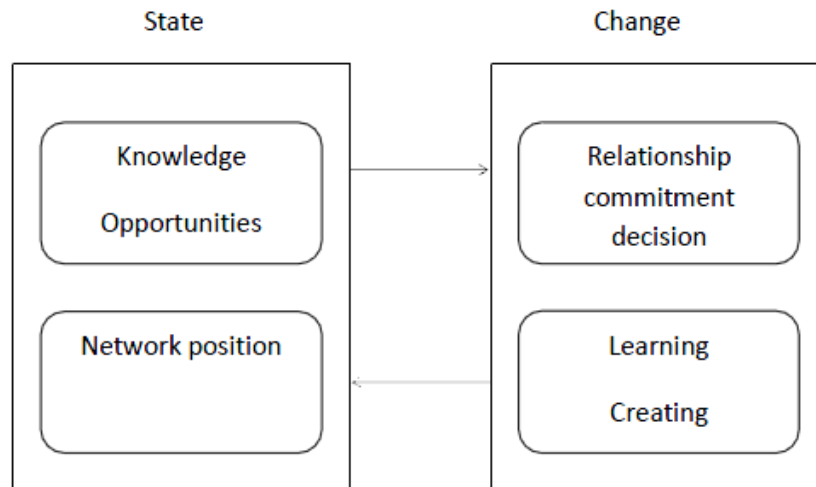 State
Change
Knowledge
Opportunities
Relationship
commitment
decision
Network position
Learning
Creating